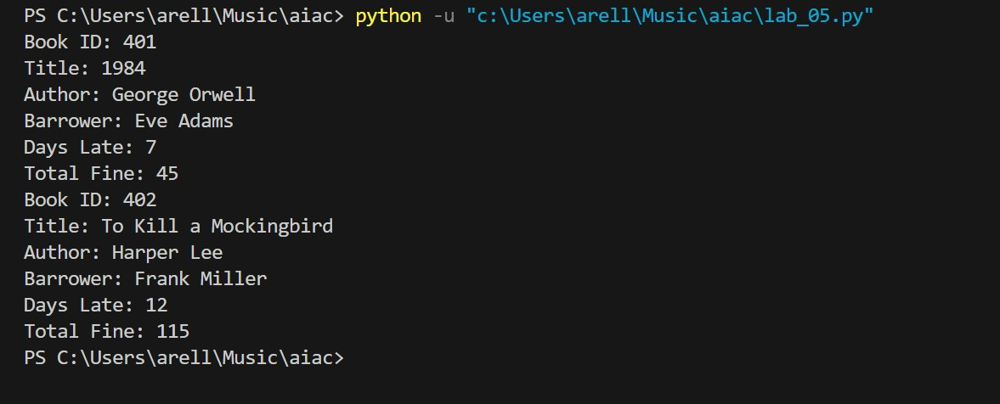 PS C:\Users\arell\Music\aiac> python -u "c:\Users\arell\Music\aiac\lab_05.py"
Book ID: 401
Title: 1984
Author: George Orwell
Barrower: Eve Adams
Days Late: 7
Total Fine: 45
Book ID: 402
Title: To Kill a Mockingbird
Author: Harper Lee
Barrower: Frank Miller
Days Late: 12
Total Fine: 115
PS C:\Users\arell\Music\aiac>